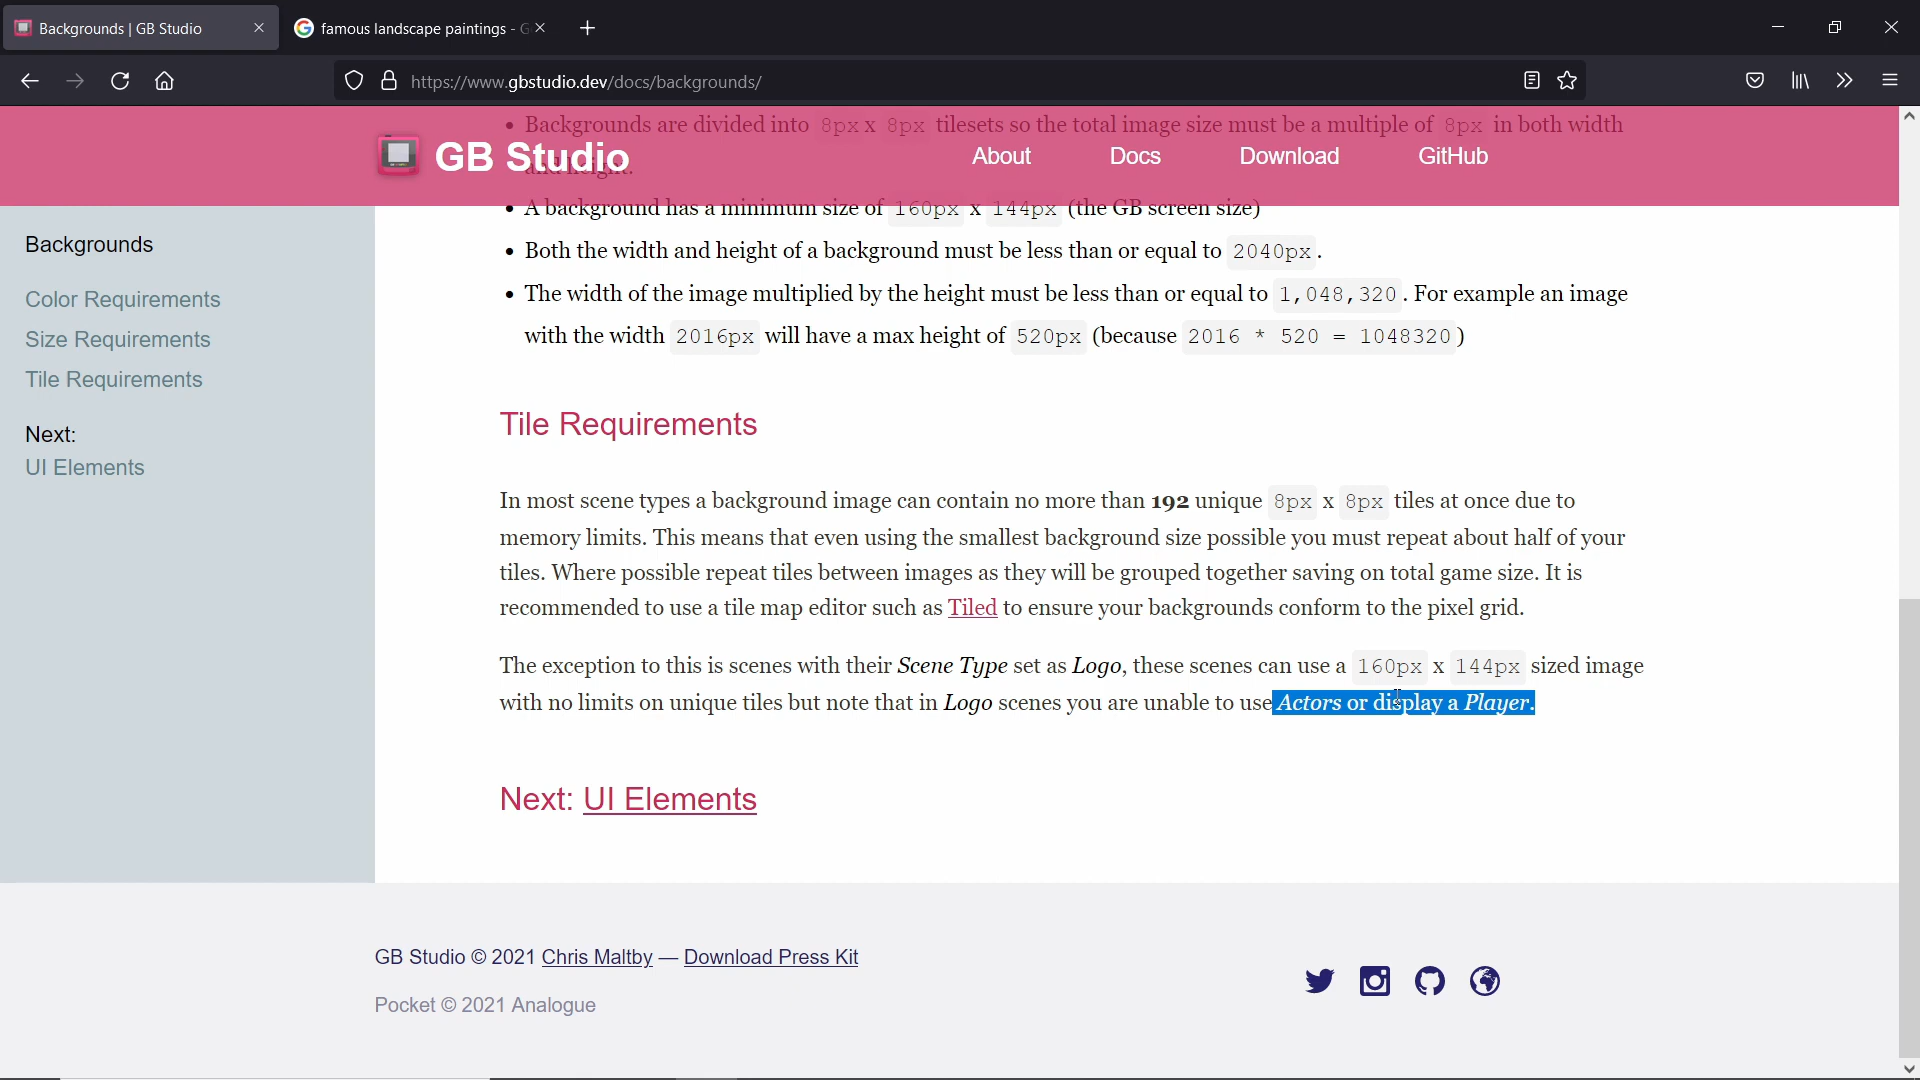 Backgrounds | GB Studio
famous landscape paintings - G
https://www.gbstudio.dev/docs/backgrounds/
Backgrounds are divided into 8px x 8px tilesets so the total image size must be a multiple of 8px in both width
and height.
GB Studio
About
Docs
Download
GitHub
A background has a minimum size of 160px x 144px (the GB screen size)
Both the width and height of a background must be less than or equal to 2040px.
The width of the image multiplied by the height must be less than or equal to 1,048,320. For example an image
with the width 2016px will have a max height of 520px (because 2016 * 520 = 1048320)
Backgrounds
Color Requirements
Size Requirements
Tile Requirements
Next:
UI Elements
Tile Requirements
In most scene types a background image can contain no more than 192 unique 8px x 8px tiles at once due to
memory limits. This means that even using the smallest background size possible you must repeat about half of your
tiles. Where possible repeat tiles between images as they will be grouped together saving on total game size. It is
recommended to use a tile map editor such as Tiled to ensure your backgrounds conform to the pixel grid.
The exception to this is scenes with their Scene Type set as Logo, these scenes can use a 160px x 144px sized image
with no limits on unique tiles but note that in Logo scenes you are unable to use Actors or display a Player.
Next: UI Elements
GB Studio © 2021 Chris Maltby — Download Press Kit
Pocket © 2021 Analogue